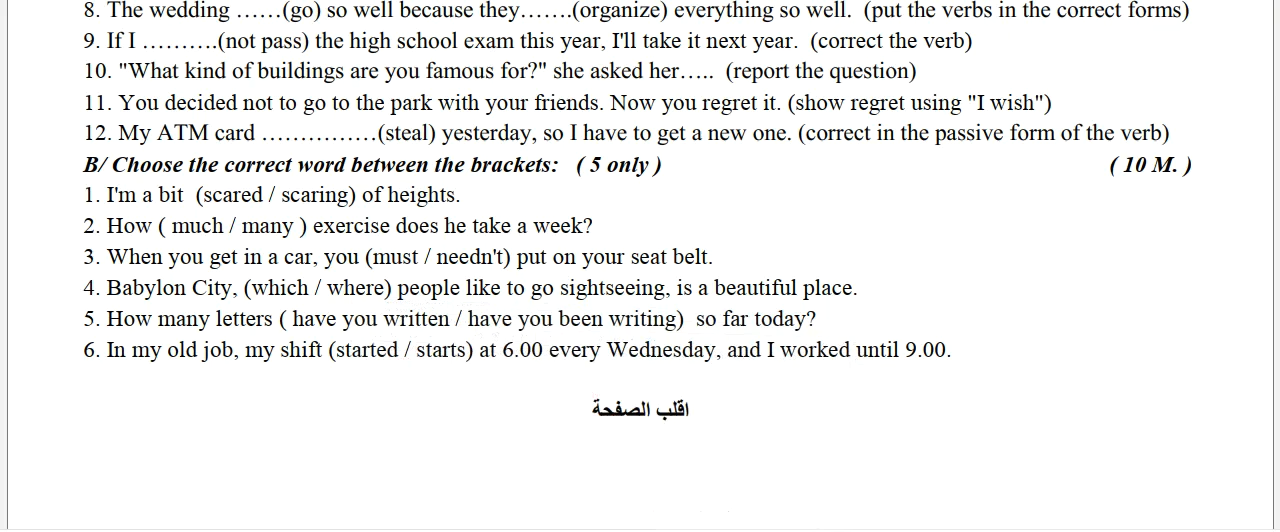 8. The wedding ……(go) so well because they…….(organize) everything so well.  (put the verbs in the correct forms)
9. If I ……….(not pass) the high school exam this year, I'll take it next year.  (correct the verb)
10. "What kind of buildings are you famous for?" she asked her…..  (report the question)
11. You decided not to go to the park with your friends. Now you regret it. (show regret using "I wish")
12. My ATM card …………….(steal) yesterday, so I have to get a new one. (correct in the passive form of the verb)
B/ Choose the correct word between the brackets:   ( 5 only )   ( 10 M. )
1. I'm a bit  (scared / scaring) of heights.
2. How ( much / many ) exercise does he take a week?
3. When you get in a car, you (must / needn't) put on your seat belt.
4. Babylon City, (which / where) people like to go sightseeing, is a beautiful place.
5. How many letters ( have you written / have you been writing)  so far today?
6. In my old job, my shift (started / starts) at 6.00 every Wednesday, and I worked until 9.00.
اقلب الصفحة